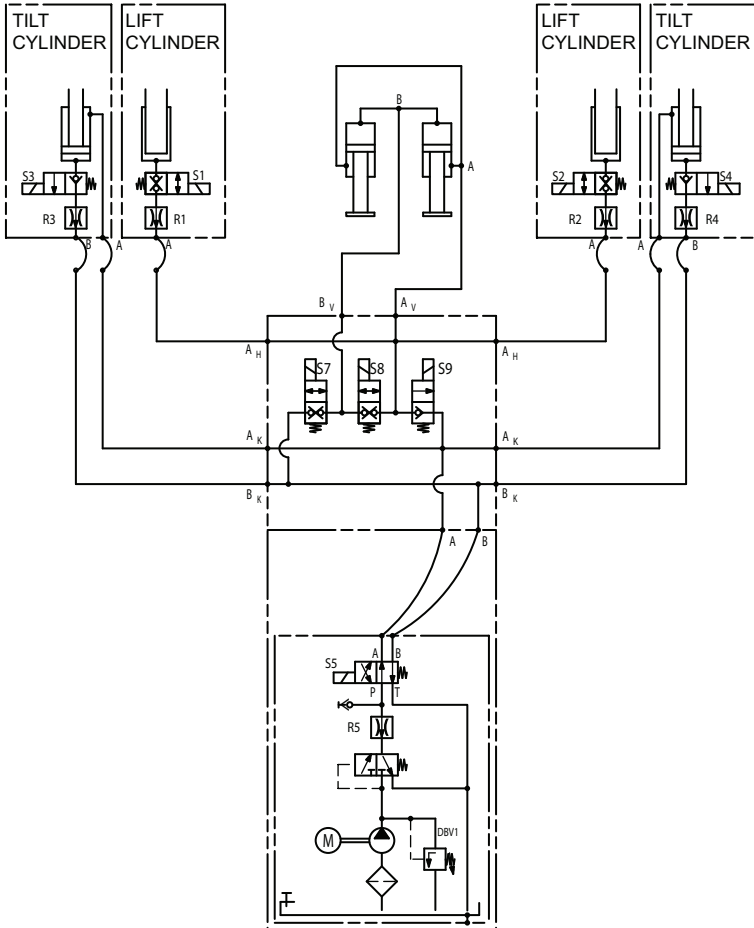 TILT
CYLINDER
LIFT
CYLINDER
LIFT
CYLINDER
TILT
CYLINDER
B
A
S3
S1
S2
S4
R3
R1
R2
R4
B
A
A
A
A
B
B V
A V
A H
A H
S7
S8
S9
A K
A K
B K
B K
A
B
A
B
S5
P
T
R5
M
DBV1